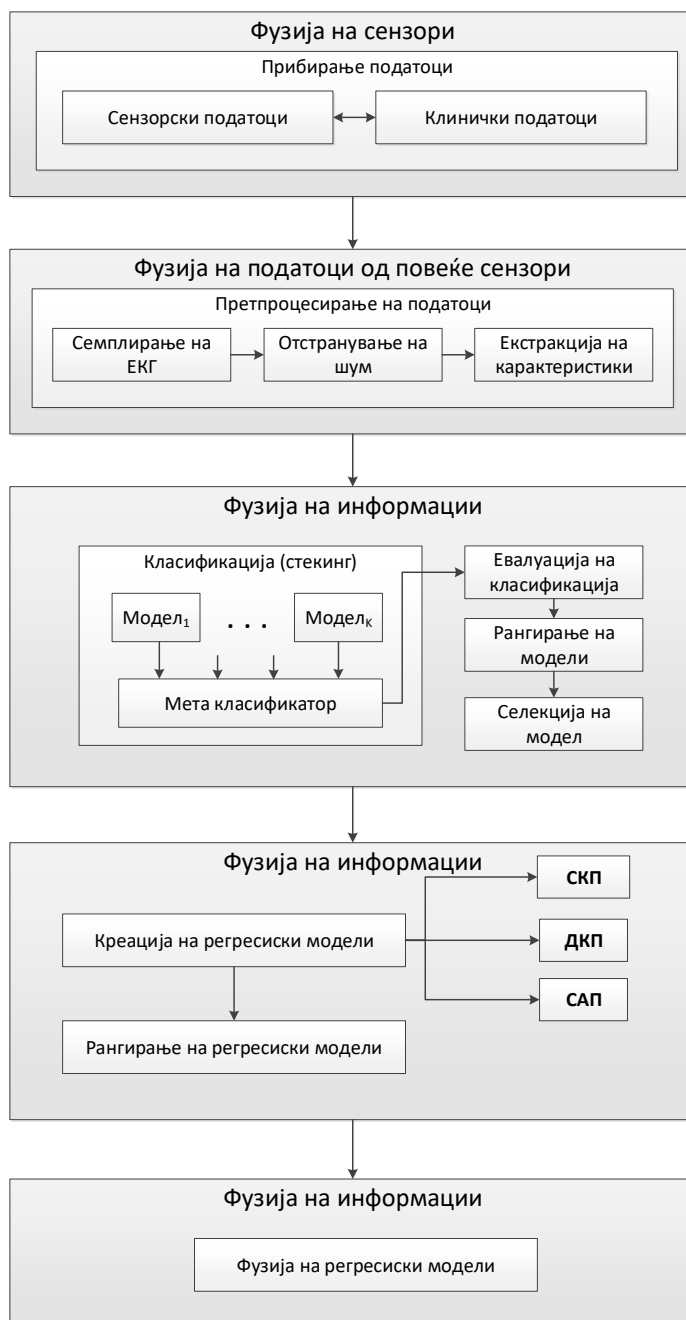 Фузија на сензори
Прибирање податоци
Сензорски податоци
Клинички податоци
Фузија на податоци од повеќе сензори
Претпроцесирање на податоци
Семплирање на
ЕКГ
Отстранување на
шум
Екстракција на
карактеристики
Фузија на информации
Класификација (стекинг)
Модел₁
. . .
Моделₖ
Мета класификатор
Евалуација на
класификација
Рангирање на
модели
Селекција на
модел
Фузија на информации
Креација на регресиски модели
СКП
ДКП
САП
Рангирање на регресиски модели
Фузија на информации
Фузија на регресиски модели